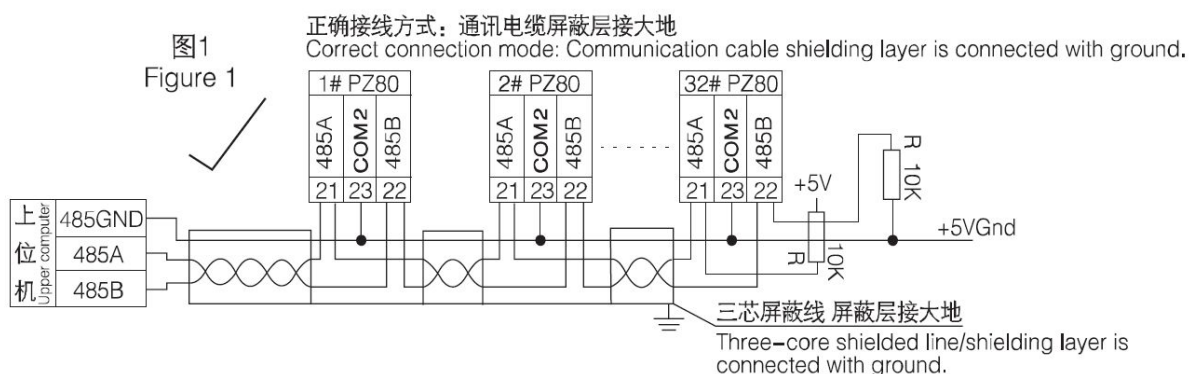 图1
Figure 1
正确接线方式：通讯电缆屏蔽层接大地
Correct connection mode: Communication cable shielding layer is connected with ground.
1# PZ80
485A
COM2
485B
21 23 22
2# PZ80
485A
COM2
485B
21 23 22
32# PZ80
485A
COM2
485B
21 23 22
+5V
R 10K
R 10K
+5VGnd
上位机
Upper computer
485GND
485A
485B
三芯屏蔽线 屏蔽层接大地
Three-core shielded line/shielding layer is
connected with ground.